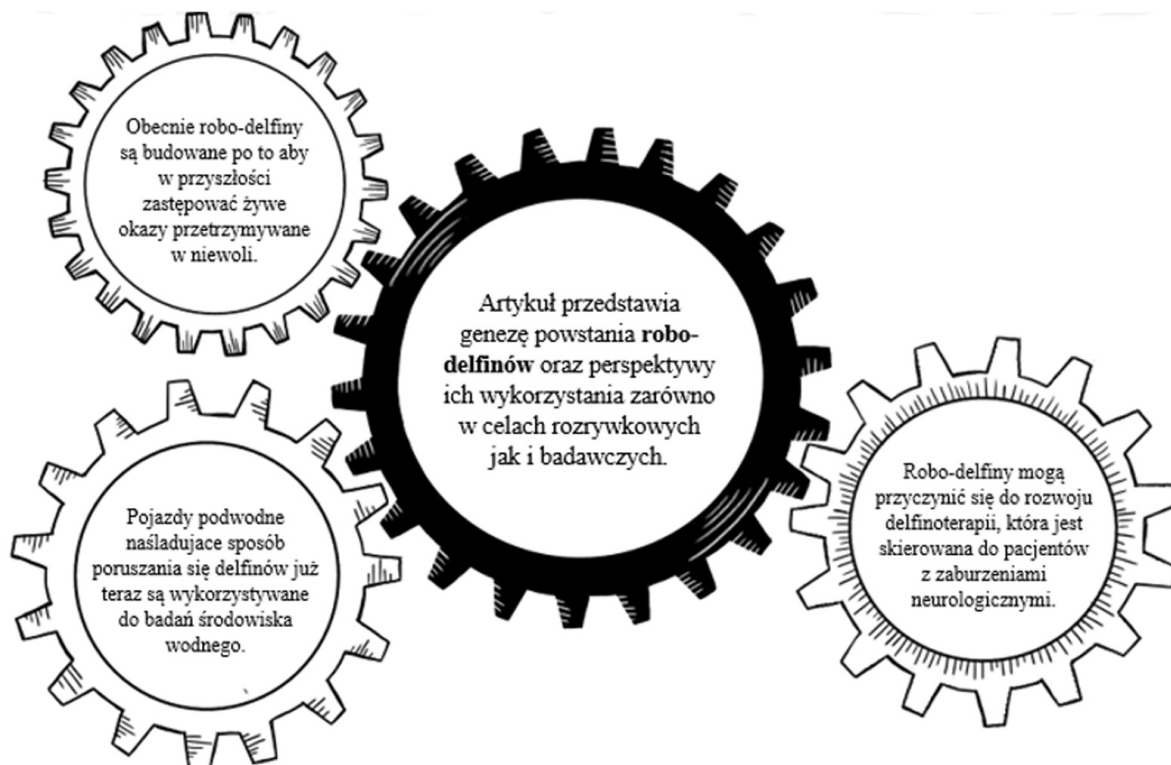 Obecnie robo-delfiny
są budowane po to aby
w przyszłości
zastępować żywe
okazy przetrzymywane
w niewoli.
Artykuł przedstawia
genezę powstania robo-
delfinów oraz perspektywy
ich wykorzystania zarówno
w celach rozrywkowych
jak i badawczych.
Pojazdy podwodne
naśladujace sposób
poruszania się delfinów już
teraz są wykorzystywane
do badań środowiska
wodnego.
Robo-delfiny mogą
przyczynić się do rozwoju
delfinoterapii, która jest
skierowana do pacjentów
z zaburzeniami
neurologicznymi.